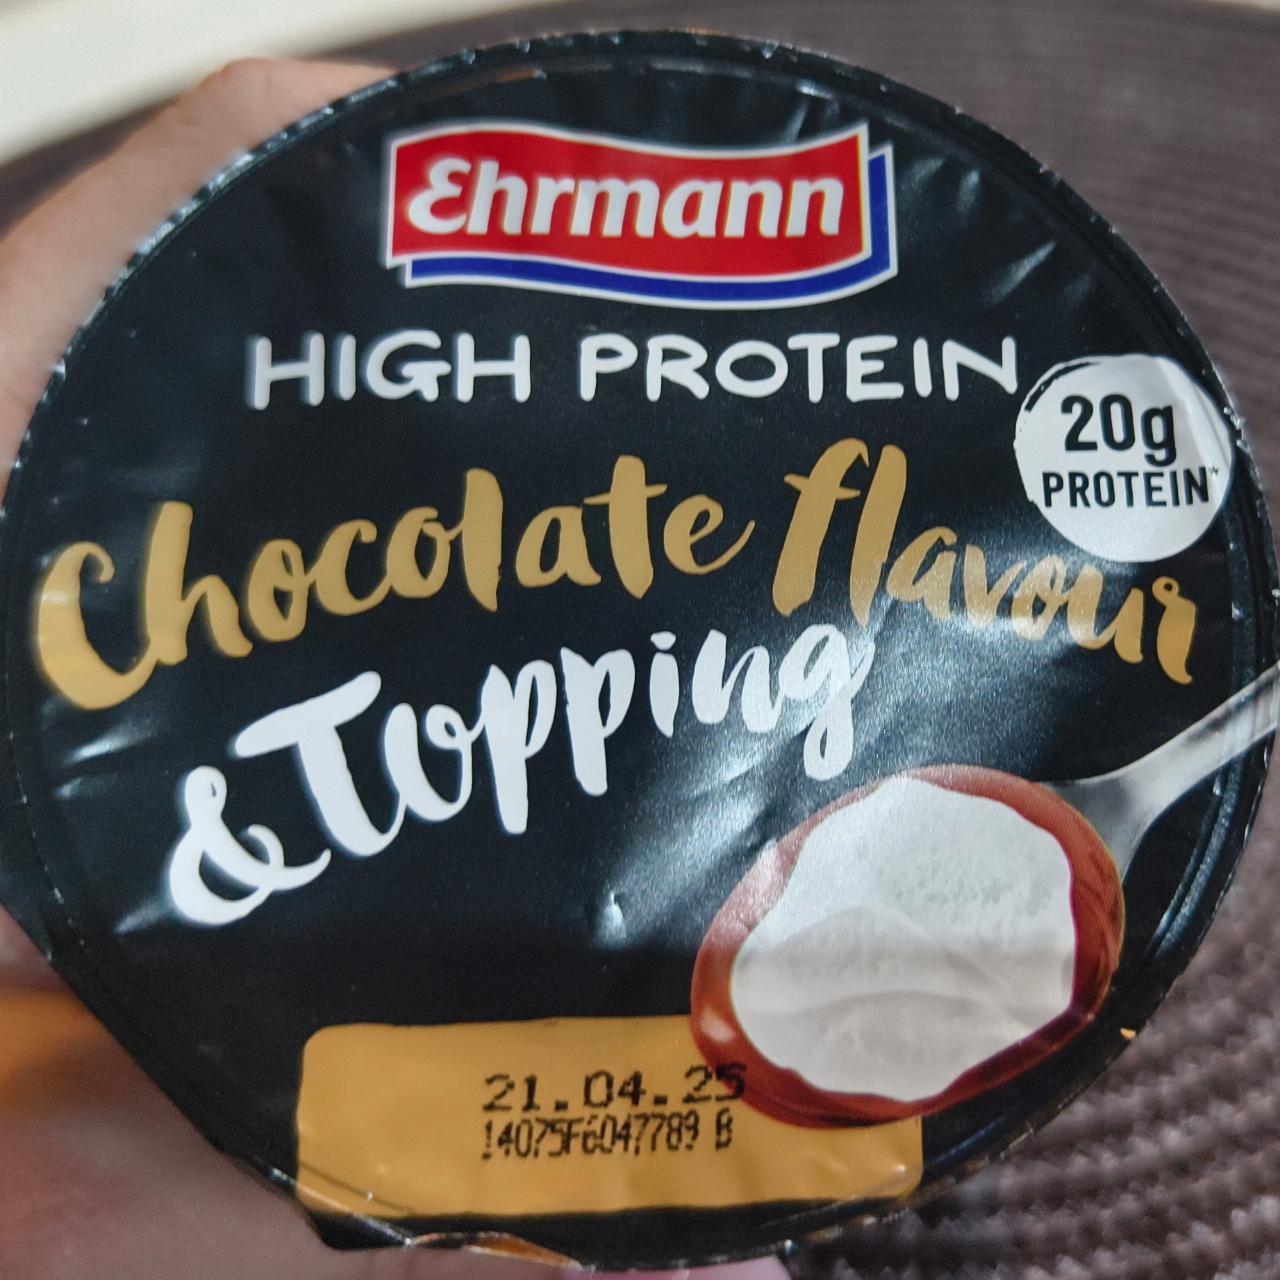 Ehrmann
HIGH PROTEIN
20g
PROTEIN*
Chocolate flavour
& Topping
21.04.25
14075F6047789 B